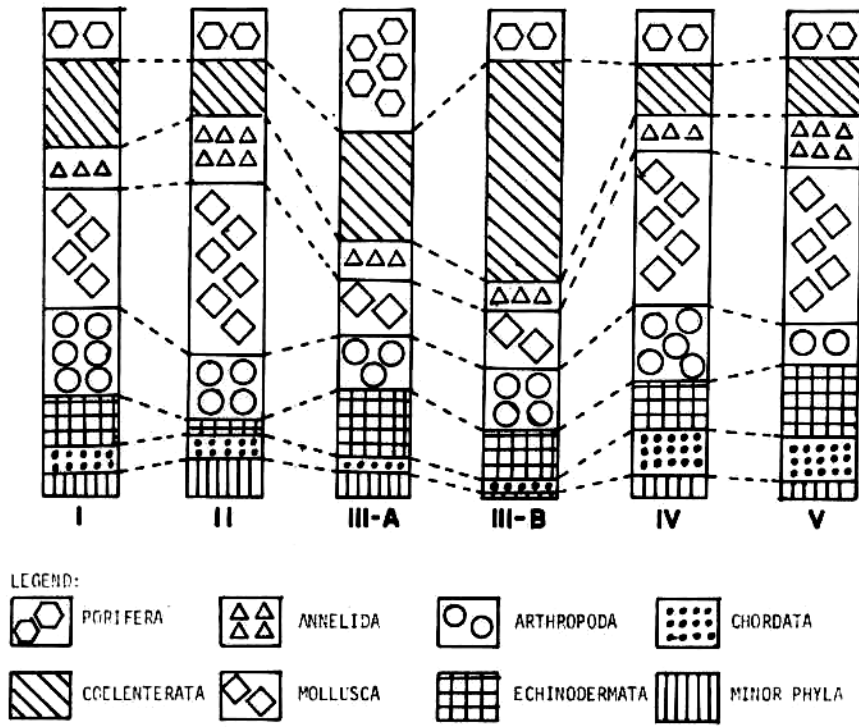 I II III-A III-B IV V
LEGEND:
PORIFERA ANNELIDA ARTHROPODA CHORDATA
COELENTERATA MOLLUSCA ECHINODERMATA MINOR PHYLA